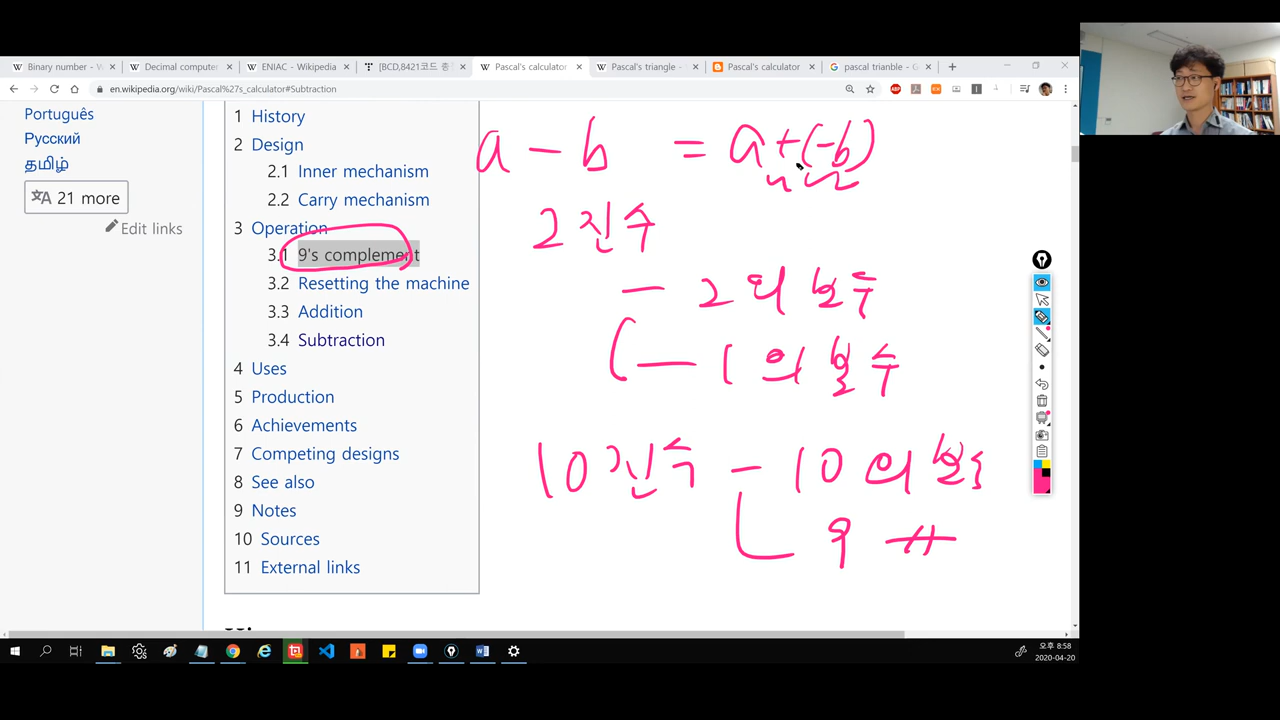 Binary number - W
Decimal computer
ENIAC - Wikipedia
[BCD,8421코드 종
Pascal's calculator
Pascal's triangle -
Pascal's calculator
pascal trianble - G
en.wikipedia.org/wiki/Pascal%27s_calculator#Subtraction
Português
Русский
தமிழ்
21 more
Edit links
1 History
2 Design
2.1 Inner mechanism
2.2 Carry mechanism
3 Operation
3.1 9's complement
3.2 Resetting the machine
3.3 Addition
3.4 Subtraction
4 Uses
5 Production
6 Achievements
7 Competing designs
8 See also
9 Notes
10 Sources
11 External links
a - b = a+(-b)
2진수
- 2의 보수
- 1의 보수
10진수 - 10의 보수
9 〃
오후 8:58
2020-04-20